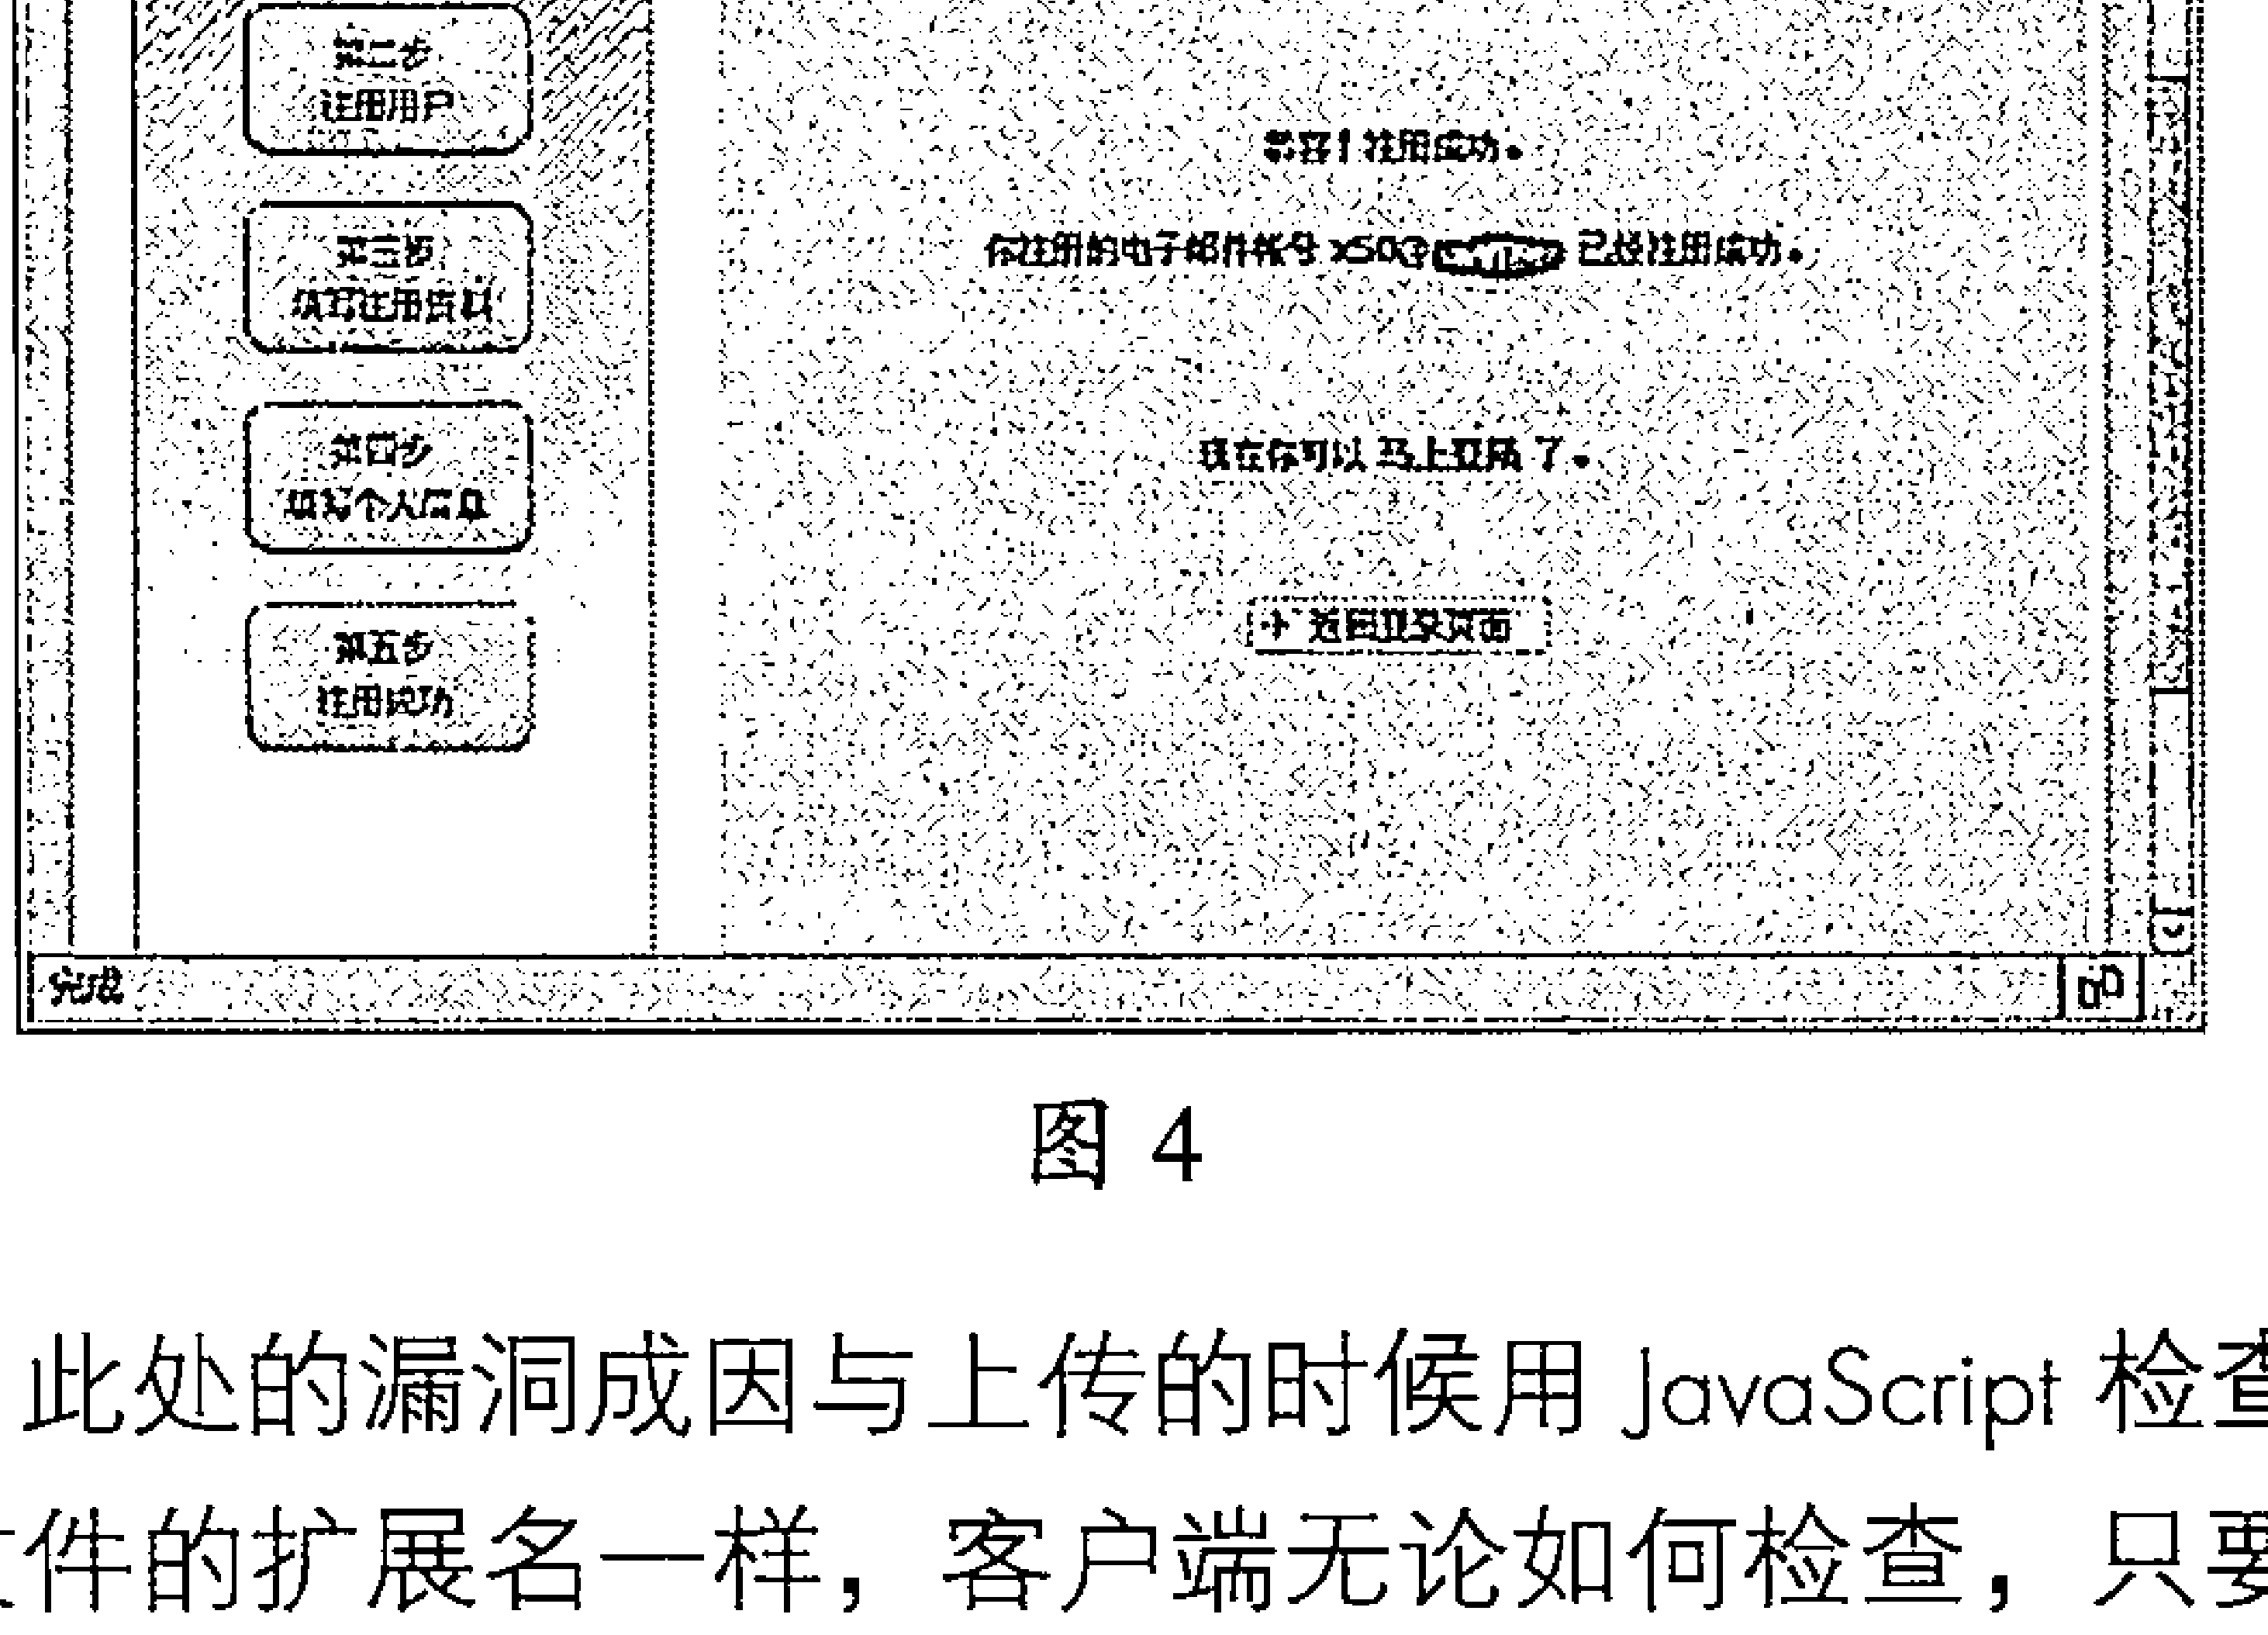 第二步
注册用户
第三步
填写注册资料
第四步
填写个人信息
第五步
注册成功
恭喜！注册成功。
你注册的电子邮件帐号 x50@ 已经注册成功。
现在你可以 马上登录 了。
返回登录页面
完成
图 4
此处的漏洞成因与上传的时候用 JavaScript 检查
文件的扩展名一样，客户端无论如何检查，只要